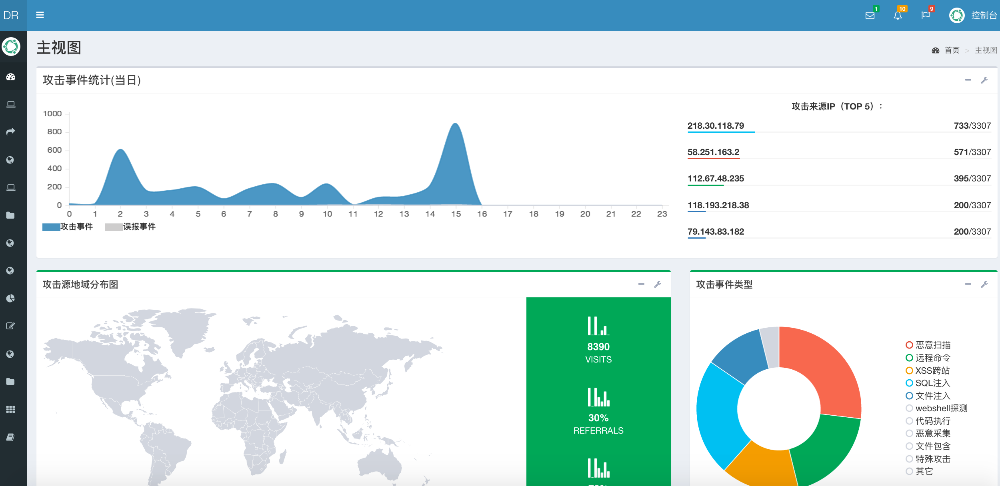 DR
1
10
9
控制台
主视图
首页 > 主视图
攻击事件统计(当日)
1000
800
600
400
200
0
0 1 2 3 4 5 6 7 8 9 10 11 12 13 14 15 16 17 18 19 20 21 22 23
攻击事件 误报事件
攻击来源IP（TOP 5）：
218.30.118.79 733/3307
58.251.163.2 571/3307
112.67.48.235 395/3307
118.193.218.38 200/3307
79.143.83.182 200/3307
攻击源地域分布图
8390
VISITS
30%
REFERRALS
攻击事件类型
恶意扫描
远程命令
XSS跨站
SQL注入
文件注入
webshell探测
代码执行
恶意采集
文件包含
特殊攻击
其它